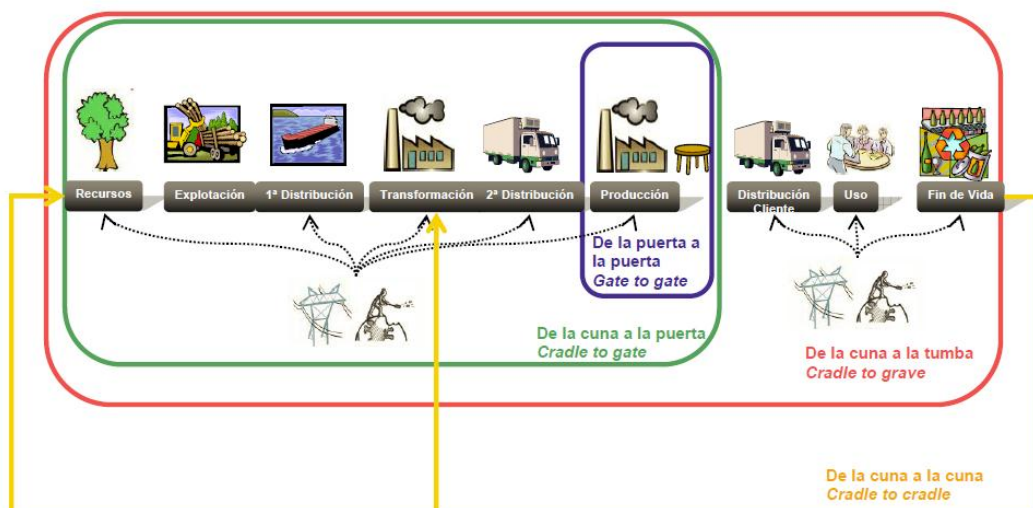 Recursos
Explotación
1ª Distribución
Transformación
2ª Distribución
Producción
Distribución
Cliente
Uso
Fin de Vida
De la puerta a
la puerta
Gate to gate
De la cuna a la puerta
Cradle to gate
De la cuna a la tumba
Cradle to grave
De la cuna a la cuna
Cradle to cradle